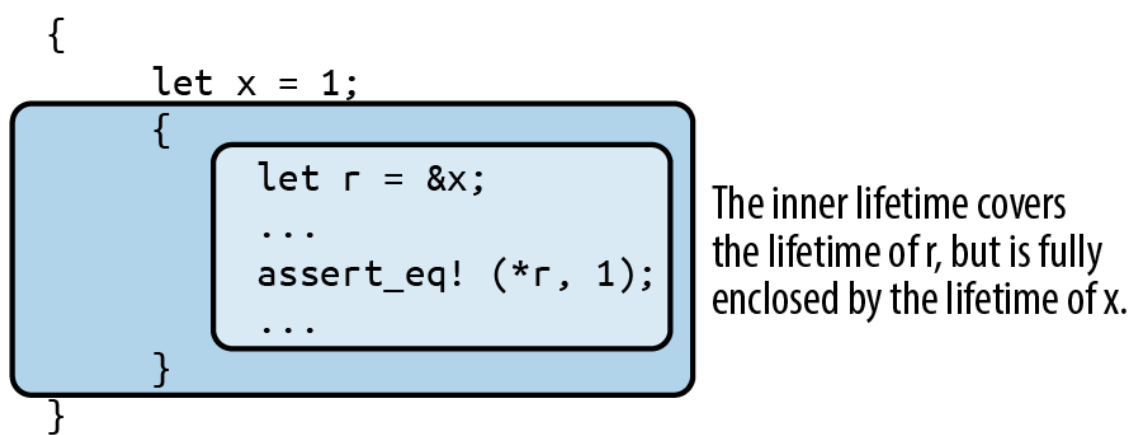 {
let x = 1;
{
let r = &x;
...
assert_eq! (*r, 1);
...
}
}
The inner lifetime covers
the lifetime of r, but is fully
enclosed by the lifetime of x.